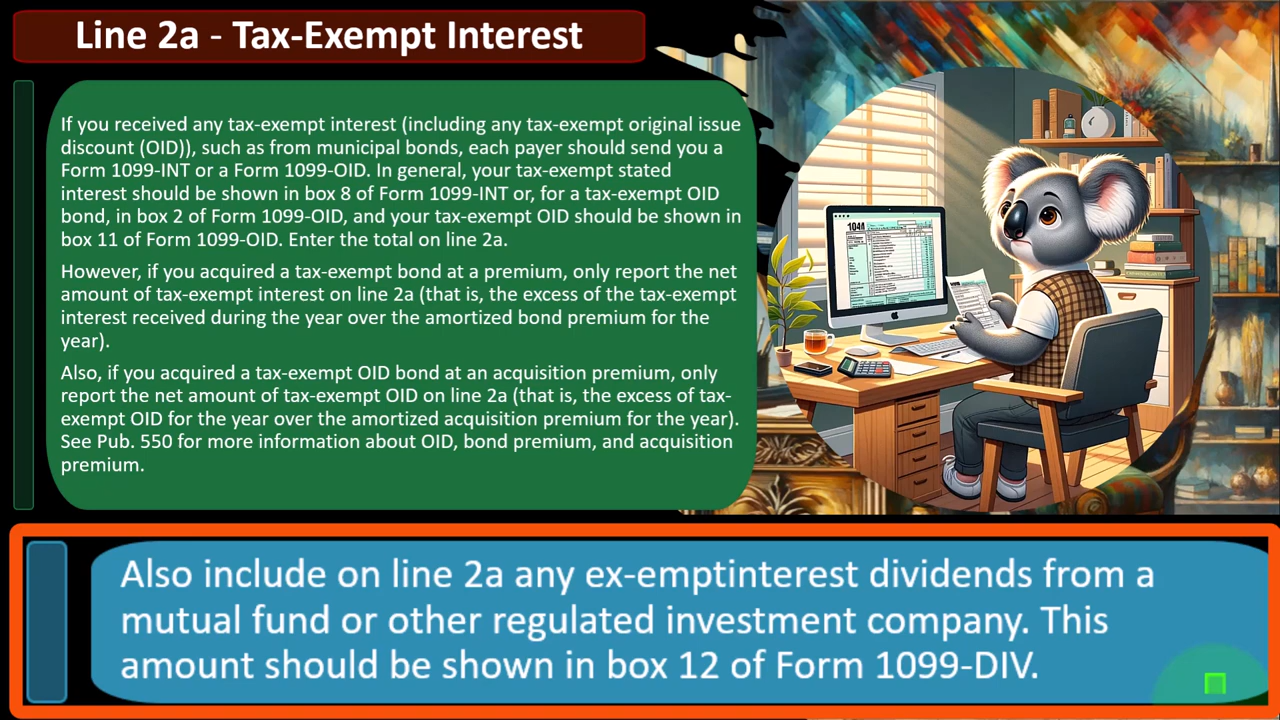 Line 2a - Tax-Exempt Interest
If you received any tax-exempt interest (including any tax-exempt original issue
discount (OID)), such as from municipal bonds, each payer should send you a
Form 1099-INT or a Form 1099-OID. In general, your tax-exempt stated
interest should be shown in box 8 of Form 1099-INT or, for a tax-exempt OID
bond, in box 2 of Form 1099-OID, and your tax-exempt OID should be shown in
box 11 of Form 1099-OID. Enter the total on line 2a.
However, if you acquired a tax-exempt bond at a premium, only report the net
amount of tax-exempt interest on line 2a (that is, the excess of the tax-exempt
interest received during the year over the amortized bond premium for the
year).
Also, if you acquired a tax-exempt OID bond at an acquisition premium, only
report the net amount of tax-exempt OID on line 2a (that is, the excess of tax-
exempt OID for the year over the amortized acquisition premium for the year).
See Pub. 550 for more information about OID, bond premium, and acquisition
premium.
104A
Also include on line 2a any ex-emptinterest dividends from a
mutual fund or other regulated investment company. This
amount should be shown in box 12 of Form 1099-DIV.